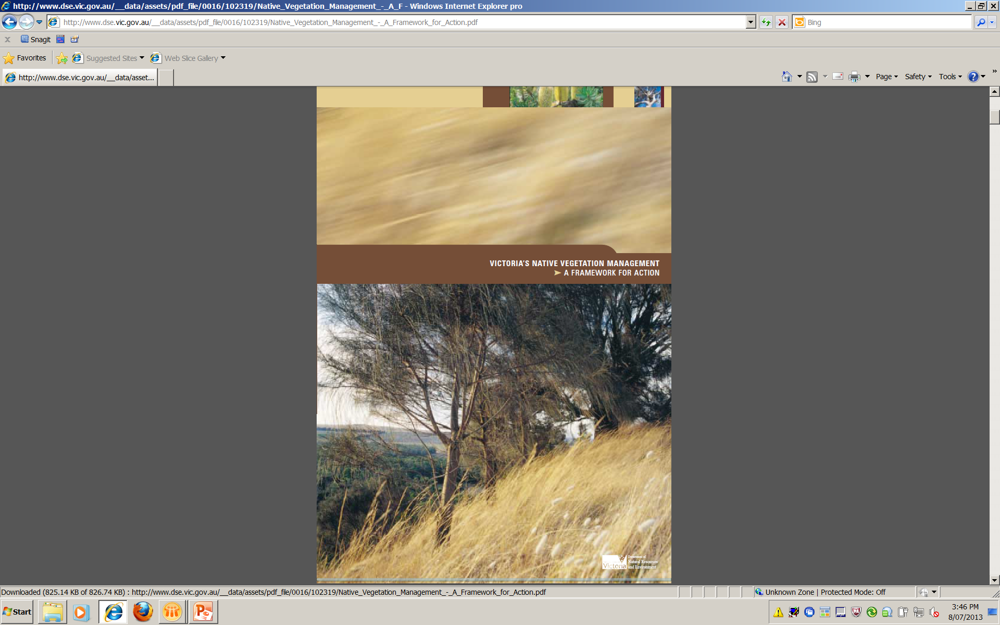 http://www.dse.vic.gov.au/__data/assets/pdf_file/0016/102319/Native_Vegetation_Management_-_A_F - Windows Internet Explorer pro
http://www.dse.vic.gov.au/__data/assets/pdf_file/0016/102319/Native_Vegetation_Management_-_A_Framework_for_Action.pdf
Bing
x Snagit
Favorites Suggested Sites Web Slice Gallery
http://www.dse.vic.gov.au/__data/asset...
Page Safety Tools »
VICTORIA'S NATIVE VEGETATION MANAGEMENT
➤ A FRAMEWORK FOR ACTION
Victoria
Department of
Natural Resources
and Environment
Downloaded (825.14 KB of 826.74 KB) : http://www.dse.vic.gov.au/__data/assets/pdf_file/0016/102319/Native_Vegetation_Management_-_A_Framework_for_Action.pdf
Unknown Zone | Protected Mode: Off
Start
3:46 PM
8/07/2013